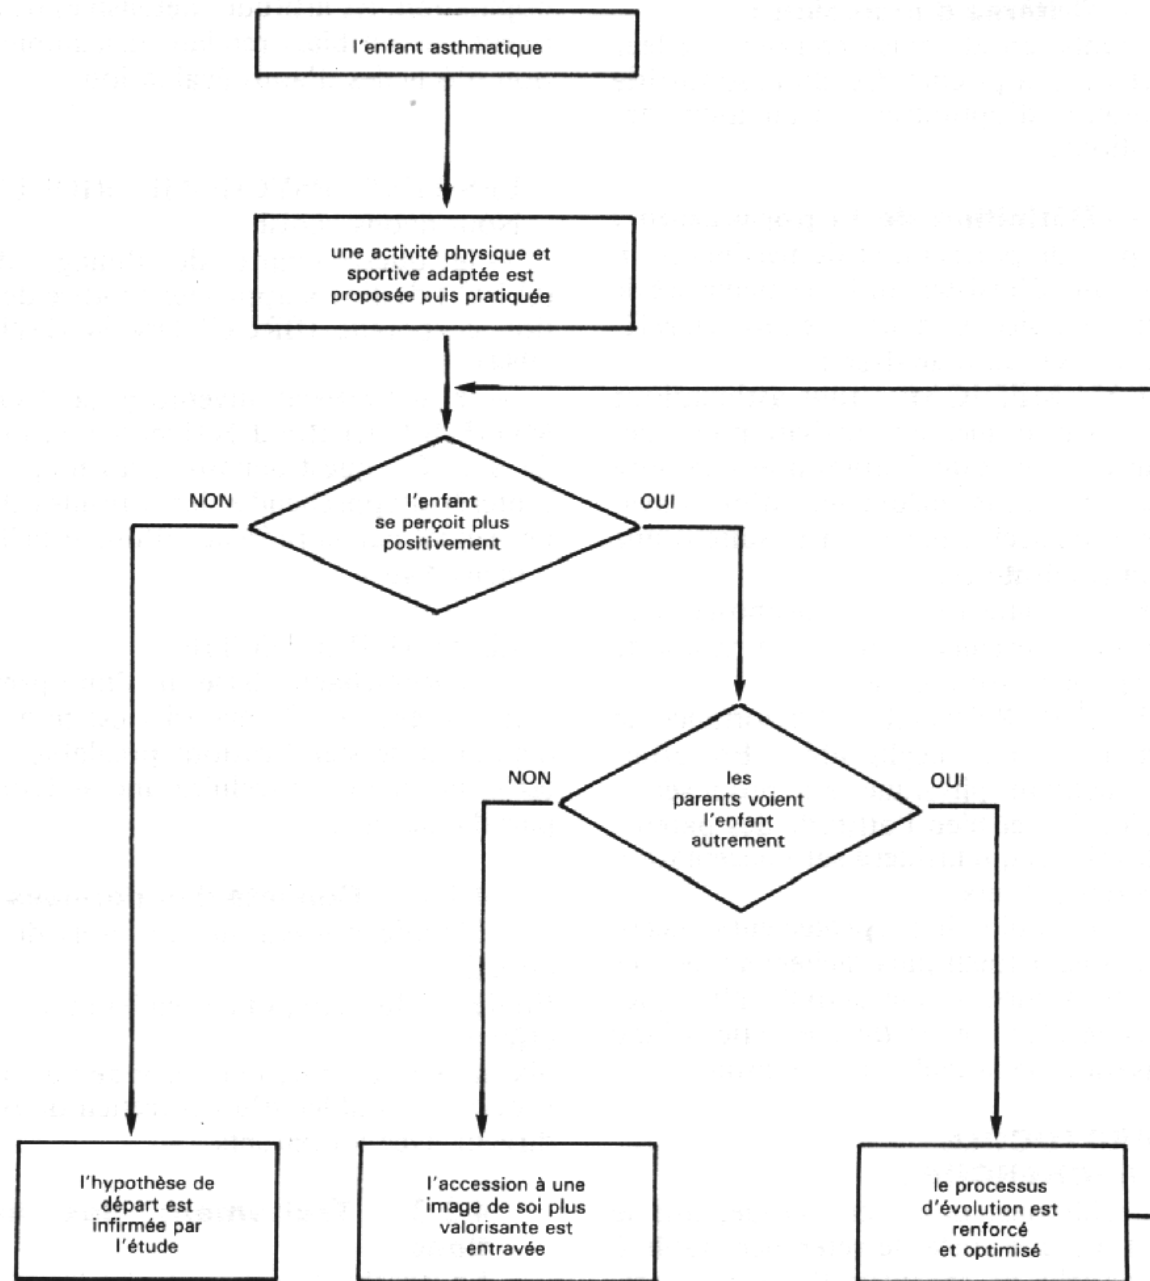 l'enfant asthmatique
une activité physique et
sportive adaptée est
proposée puis pratiquée
NON
l'enfant
se perçoit plus
positivement
OUI
NON
les
parents voient
l'enfant
autrement
OUI
l'hypothèse de
départ est
infirmée par
l'étude
l'accession à une
image de soi plus
valorisante est
entravée
le processus
d'évolution est
renforcé
et optimisé